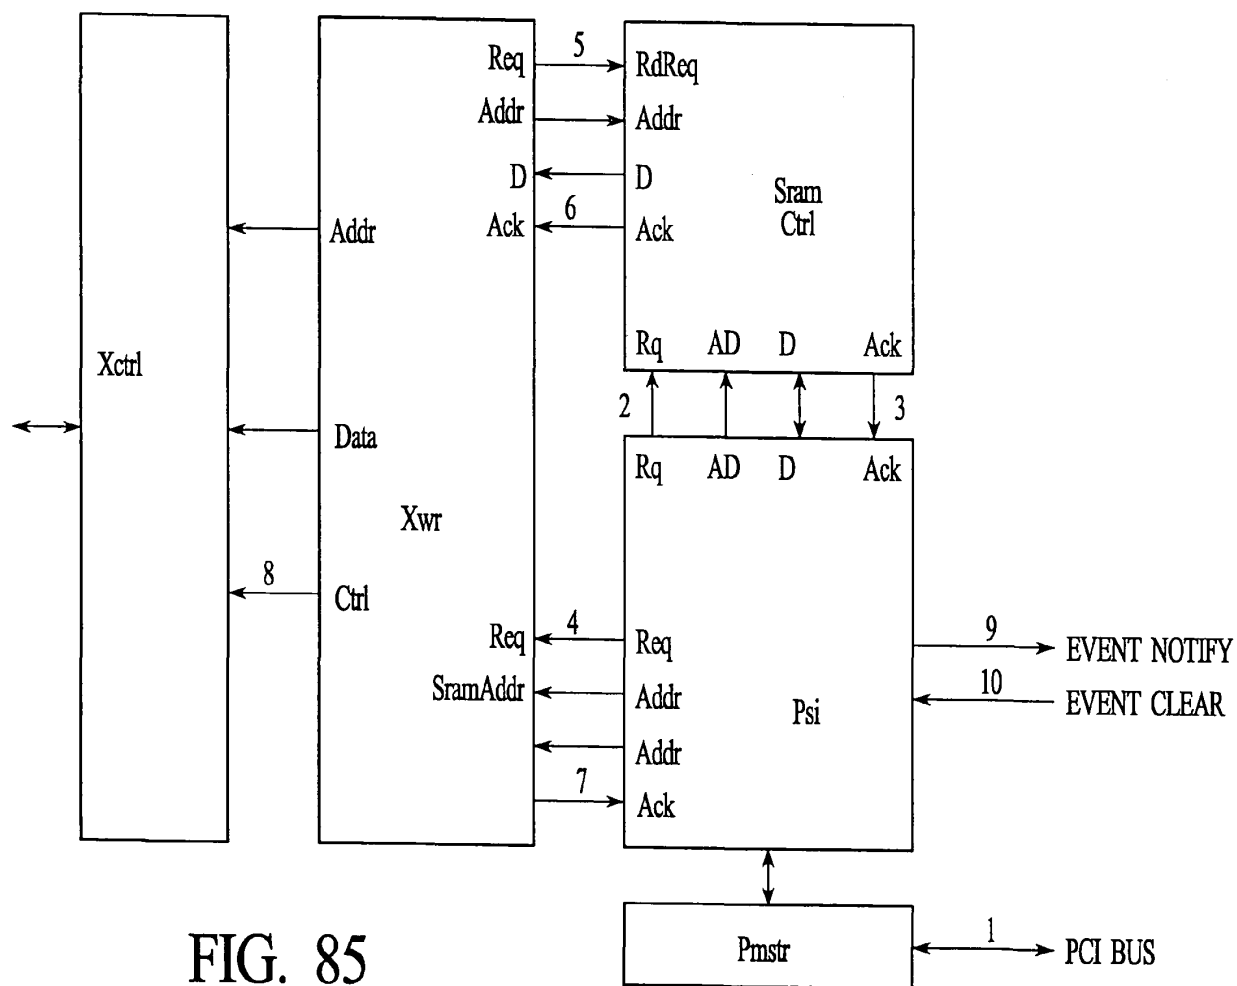 Req 5 RdReq
Addr Addr
D D
Sram
Ctrl
6
Ack Ack
Addr
Rq AD D Ack
Xctrl
2 3
Data
Rq AD D Ack
Xwr
8
Ctrl
4
Req Req
9
EVENT NOTIFY
SramAddr Addr
10
EVENT CLEAR
Psi
Addr
7
Ack
FIG. 85
Pmstr
1
PCI BUS